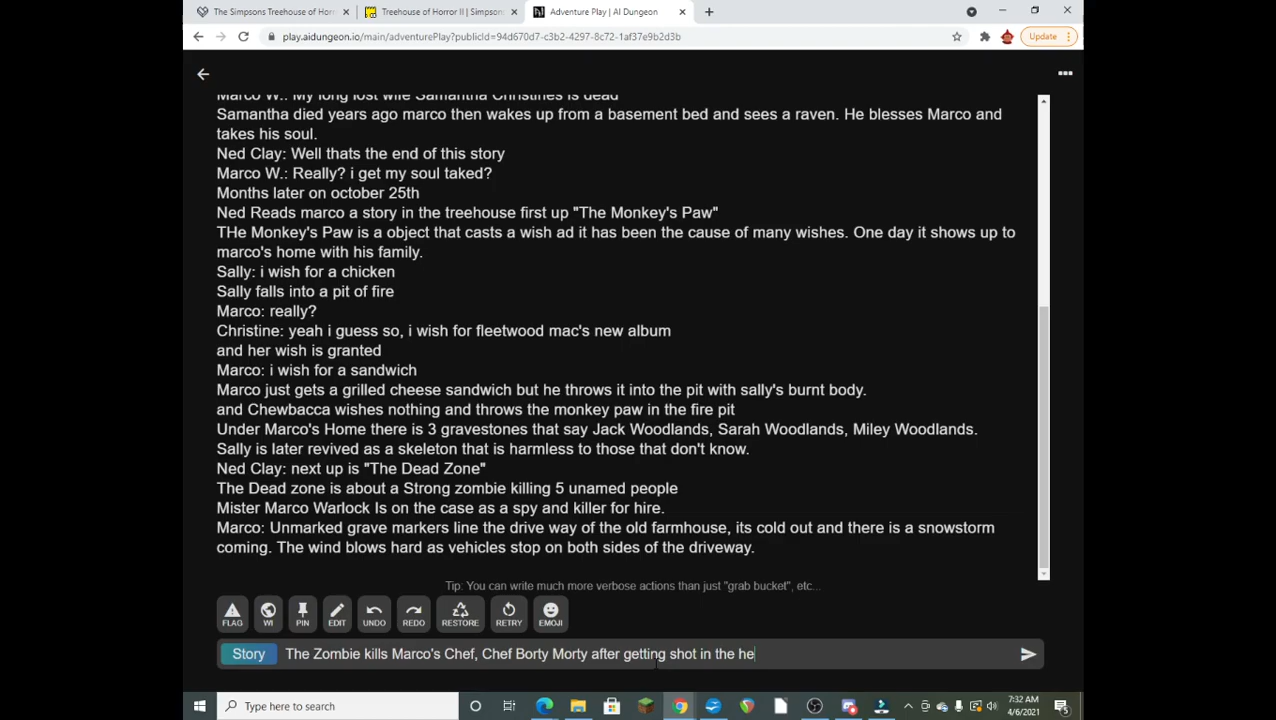 The Simpsons Treehouse of Horr
Treehouse of Horror II | Simpsons
Adventure Play | AI Dungeon
play.aidungeon.io/main/adventurePlay?publicId=94d670d7-c3b2-4297-8c72-1af37e9b2d3b
Update
Marco W.: My long lost wife Samantha Christines is dead
Samantha died years ago marco then wakes up from a basement bed and sees a raven. He blesses Marco and
takes his soul.
Ned Clay: Well thats the end of this story
Marco W.: Really? i get my soul taked?
Months later on october 25th
Ned Reads marco a story in the treehouse first up "The Monkey's Paw"
THe Monkey's Paw is a object that casts a wish ad it has been the cause of many wishes. One day it shows up to
marco's home with his family.
Sally: i wish for a chicken
Sally falls into a pit of fire
Marco: really?
Christine: yeah i guess so, i wish for fleetwood mac's new album
and her wish is granted
Marco: i wish for a sandwich
Marco just gets a grilled cheese sandwich but he throws it into the pit with sally's burnt body.
and Chewbacca wishes nothing and throws the monkey paw in the fire pit
Under Marco's Home there is 3 gravestones that say Jack Woodlands, Sarah Woodlands, Miley Woodlands.
Sally is later revived as a skeleton that is harmless to those that don't know.
Ned Clay: next up is "The Dead Zone"
The Dead zone is about a Strong zombie killing 5 unamed people
Mister Marco Warlock Is on the case as a spy and killer for hire.
Marco: Unmarked grave markers line the drive way of the old farmhouse, its cold out and there is a snowstorm
coming. The wind blows hard as vehicles stop on both sides of the driveway.
Tip: You can write much more verbose actions than just "grab bucket", etc...
FLAG WI PIN EDIT UNDO REDO RESTORE RETRY EMOJI
Story The Zombie kills Marco's Chef, Chef Borty Morty after getting shot in the he
Type here to search
7:32 AM
4/6/2021
5